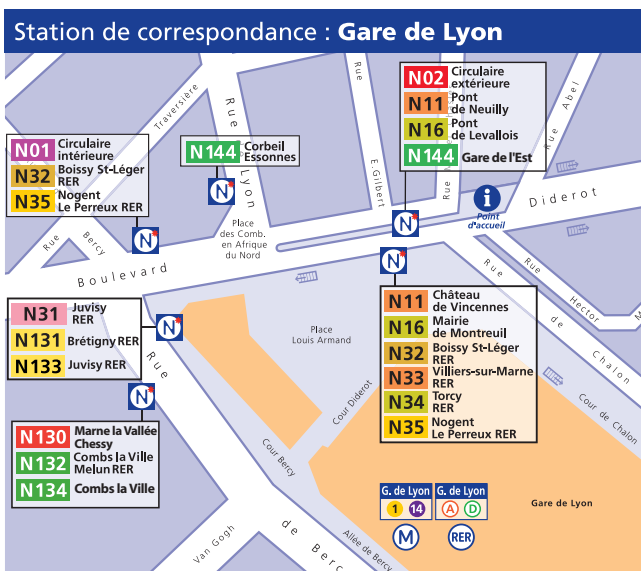 Station de correspondance : Gare de Lyon
N01 Circulaire
intérieure
N32 Boissy St-Léger
RER
N35 Nogent
Le Perreux RER
N144 Corbeil
Essonnes
N02 Circulaire
extérieure
N11 Pont
de Neuilly
N16 Pont
de Levallois
N144 Gare de l'Est
Rue
Traversière
Rue
Lyon
Rue
E.Gilbert
Rue
Rue Abel
Point
d'accueil
Diderot
Place
des Comb.
en Afrique
du Nord
Rue
Bercy
Boulevard
N
N
N
N
N31 Juvisy
RER
N131 Brétigny RER
N133 Juvisy RER
N
N
N130 Marne la Vallée
Chessy
N132 Combs la Ville
Melun RER
N134 Combs la Ville
N11 Château
de Vincennes
N16 Mairie
de Montreuil
N32 Boissy St-Léger
RER
N33 Villiers-sur-Marne
RER
N34 Torcy
RER
N35 Nogent
Le Perreux RER
Place
Louis Armand
Rue
de
Chalon
Rue
Hector
Cour Diderot
Cour de Chalon
Cour Bercy
Rue
de Bercy
Van Gogh
Allée de Bercy
G. de Lyon
1 14
M
G. de Lyon
A D
RER
Gare de Lyon